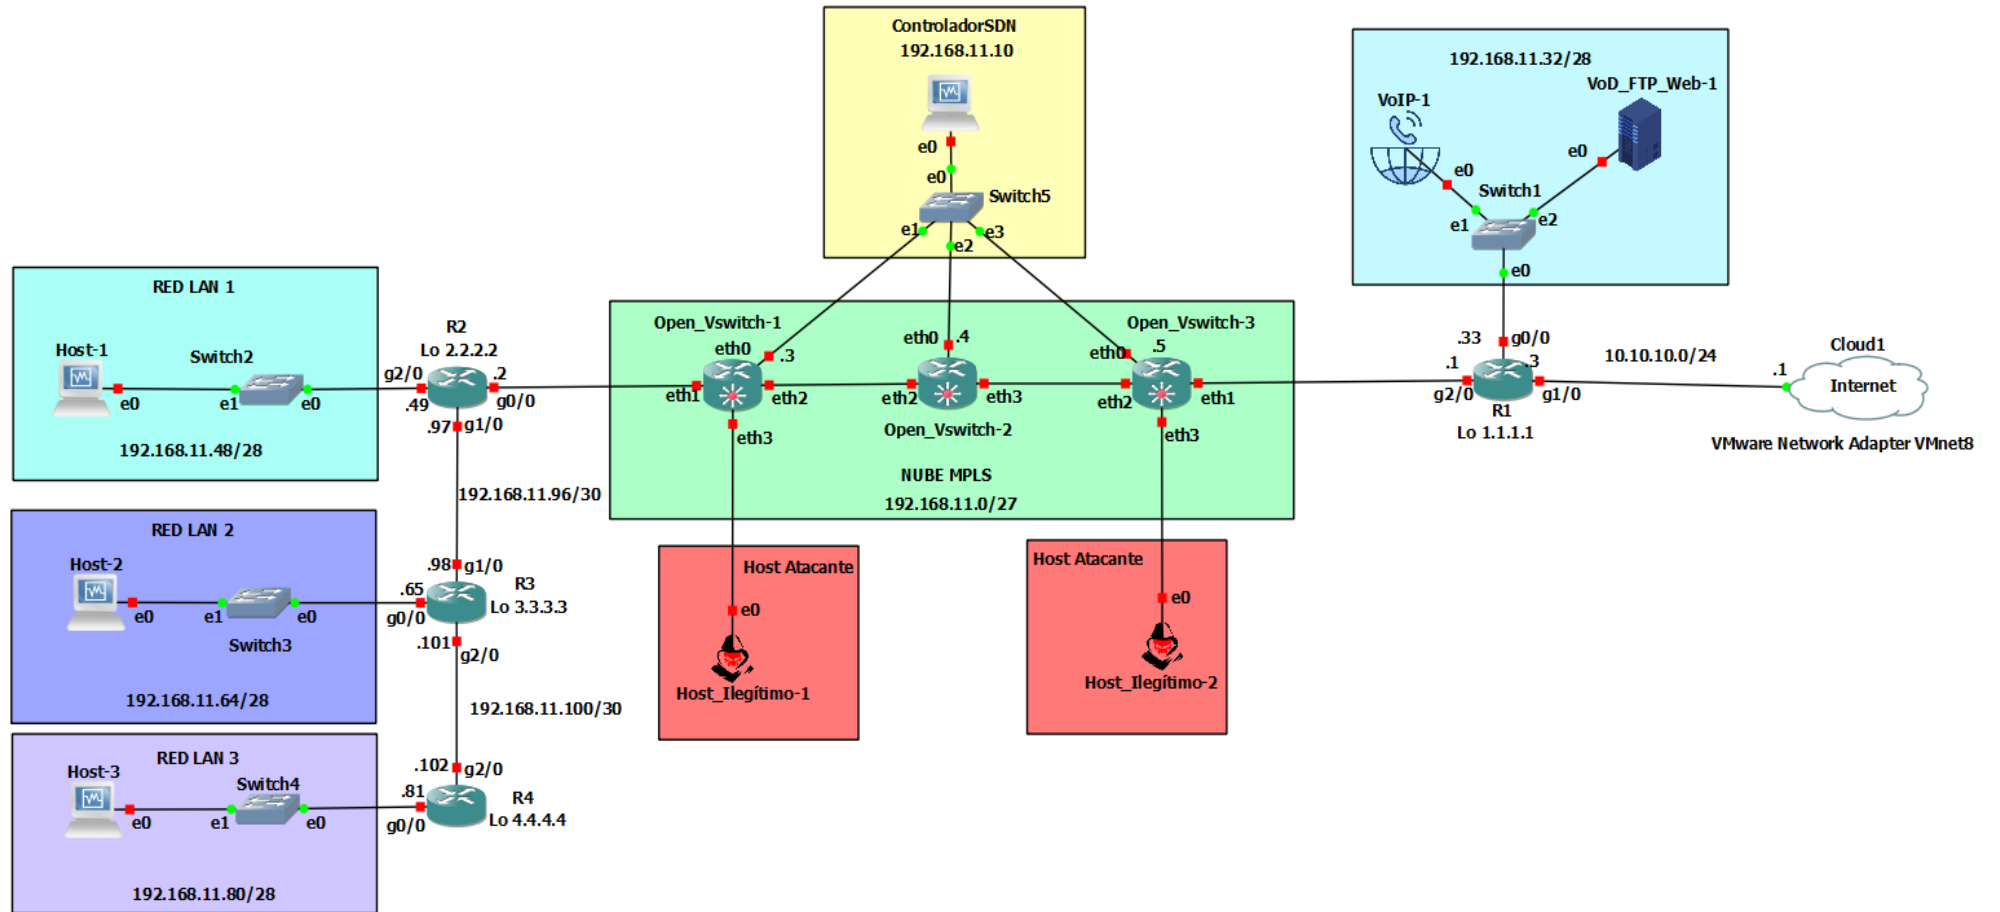 ControladorSDN
192.168.11.10
e0
e0
Switch5
e1
e2
e3
192.168.11.32/28
VoIP-1
VoD_FTP_Web-1
e0
e0
Switch1
e1
e2
e0
.33
g0/0
RED LAN 1
Host-1
e0
Switch2
e1
e0
192.168.11.48/28
R2
Lo 2.2.2.2
g2/0
.49
.2
g0/0
.97
g1/0
192.168.11.96/30
Open_Vswitch-1
eth0
.3
eth1
eth2
eth3
eth0
.4
eth2
eth3
Open_Vswitch-2
Open_Vswitch-3
.5
eth0
eth2
eth1
eth3
NUBE MPLS
192.168.11.0/27
.1
g2/0
.3
g1/0
R1
Lo 1.1.1.1
10.10.10.0/24
Cloud1
.1
Internet
VMware Network Adapter VMnet8
RED LAN 2
Host-2
e0
e1
e0
Switch3
192.168.11.64/28
.98
g1/0
.65
g0/0
R3
Lo 3.3.3.3
.101
g2/0
192.168.11.100/30
Host Atacante
e0
Host_Ilegítimo-1
Host Atacante
e0
Host_Ilegítimo-2
RED LAN 3
Host-3
e0
Switch4
e1
e0
192.168.11.80/28
.102
g2/0
.81
g0/0
R4
Lo 4.4.4.4